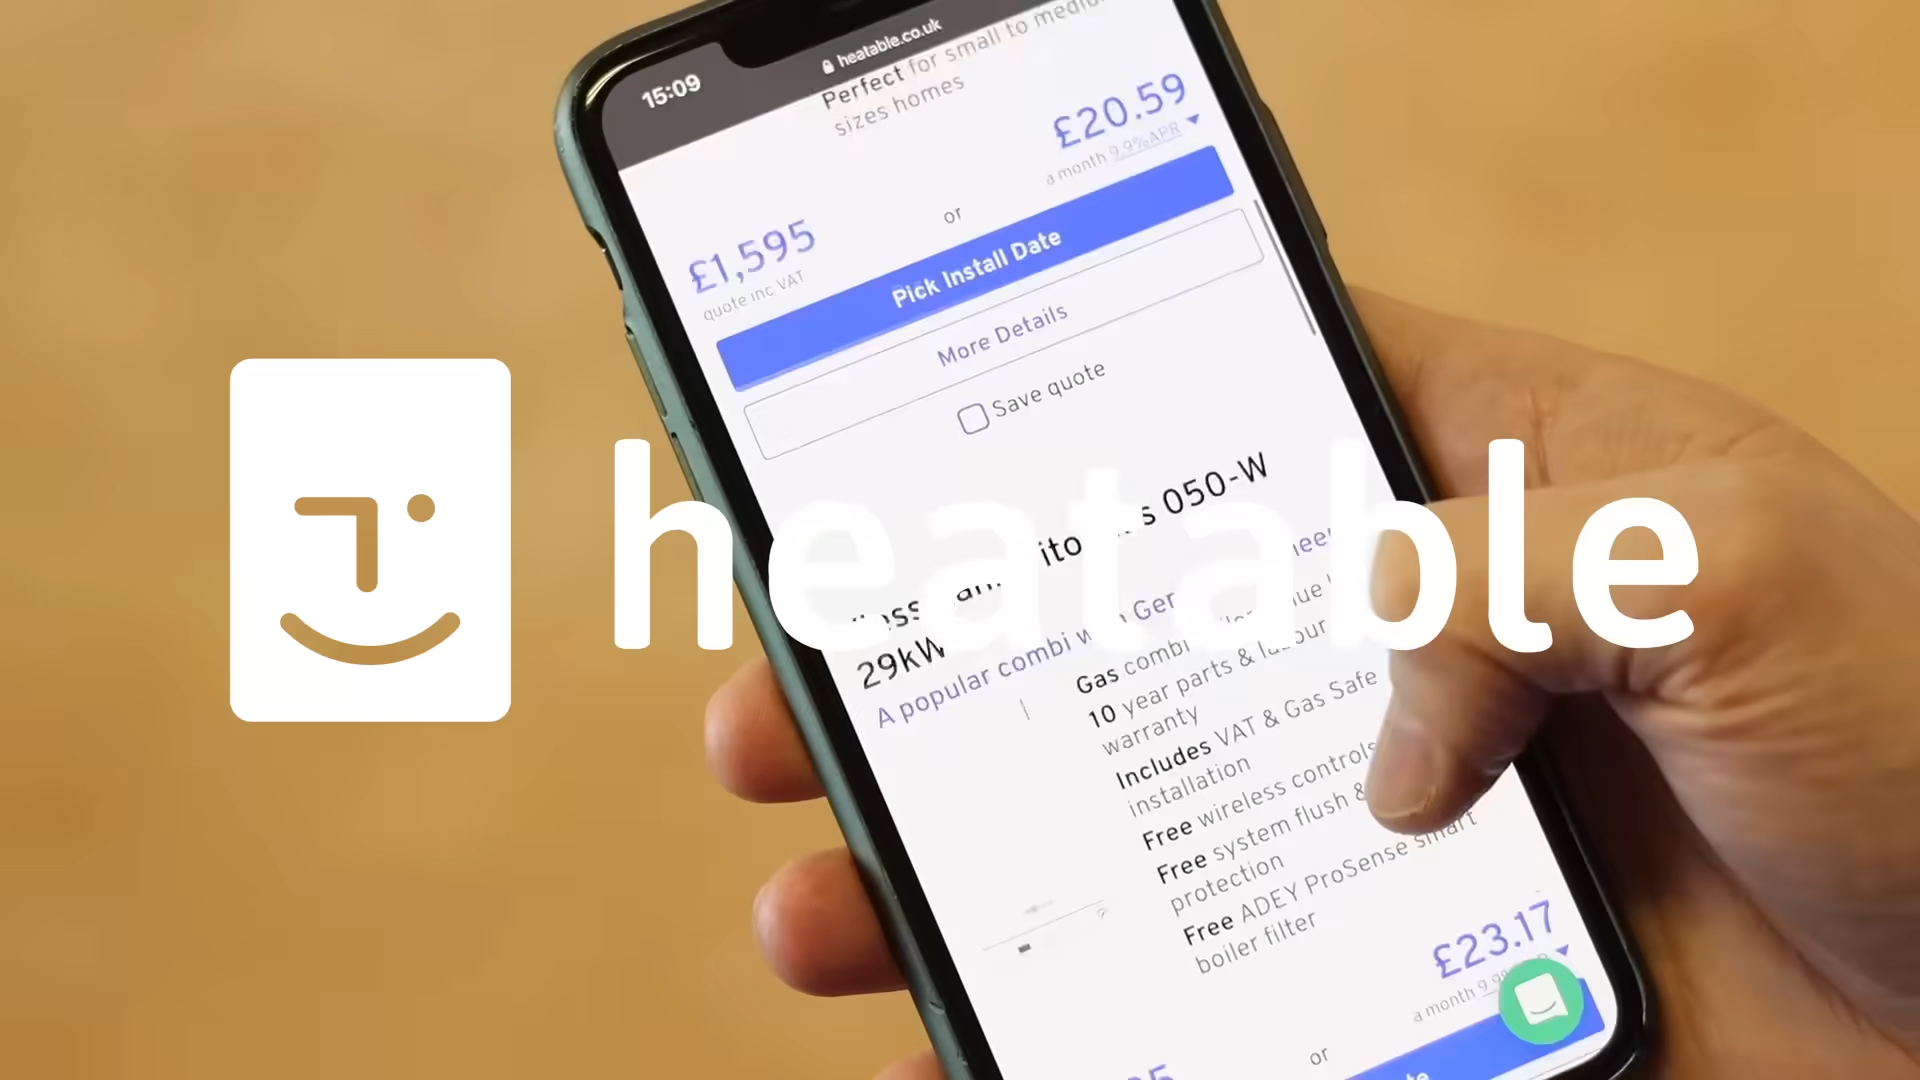 15:09
heatable.co.uk
Perfect for small to medium
sizes homes
£1,595
quote inc VAT
or
£20.59
a month 9.9%APR
Pick Install Date
More Details
Save quote
heatable
050-W
29kW
A popular combi
Gas combi
10 year parts &
warranty
Includes VAT & Gas Safe
installation
Free wireless controls
Free system flush &
protection
Free ADEY ProSense smart
boiler filter
£23.17
a month
or